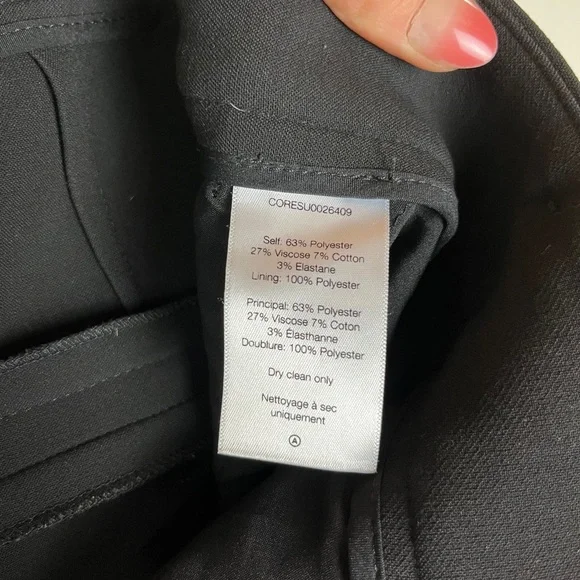 CORESU0026409
Self: 63% Polyester
27% Viscose 7% Cotton
3% Elastane
Lining: 100% Polyester
Principal: 63% Polyester
27% Viscose 7% Coton
3% Élasthanne
Doublure: 100% Polyester
Dry clean only
Nettoyage à sec
uniquement
A